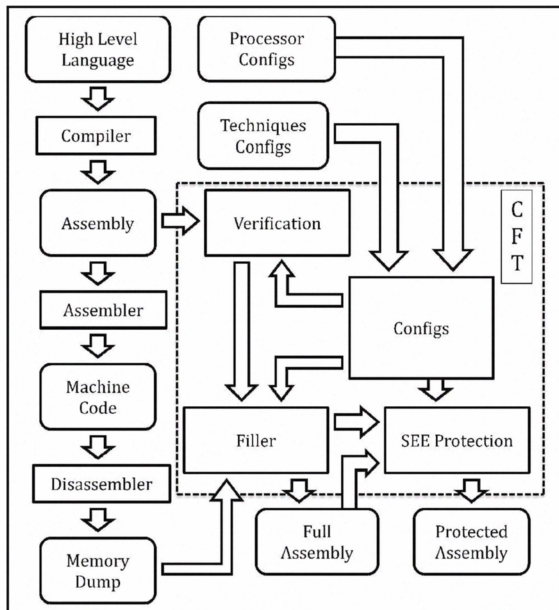 High Level
Language
Processor
Configs
Compiler
Techniques
Configs
Assembly
Verification
C
F
T
Assembler
Configs
Machine
Code
Filler
SEE Protection
Disassembler
Full
Assembly
Protected
Assembly
Memory
Dump